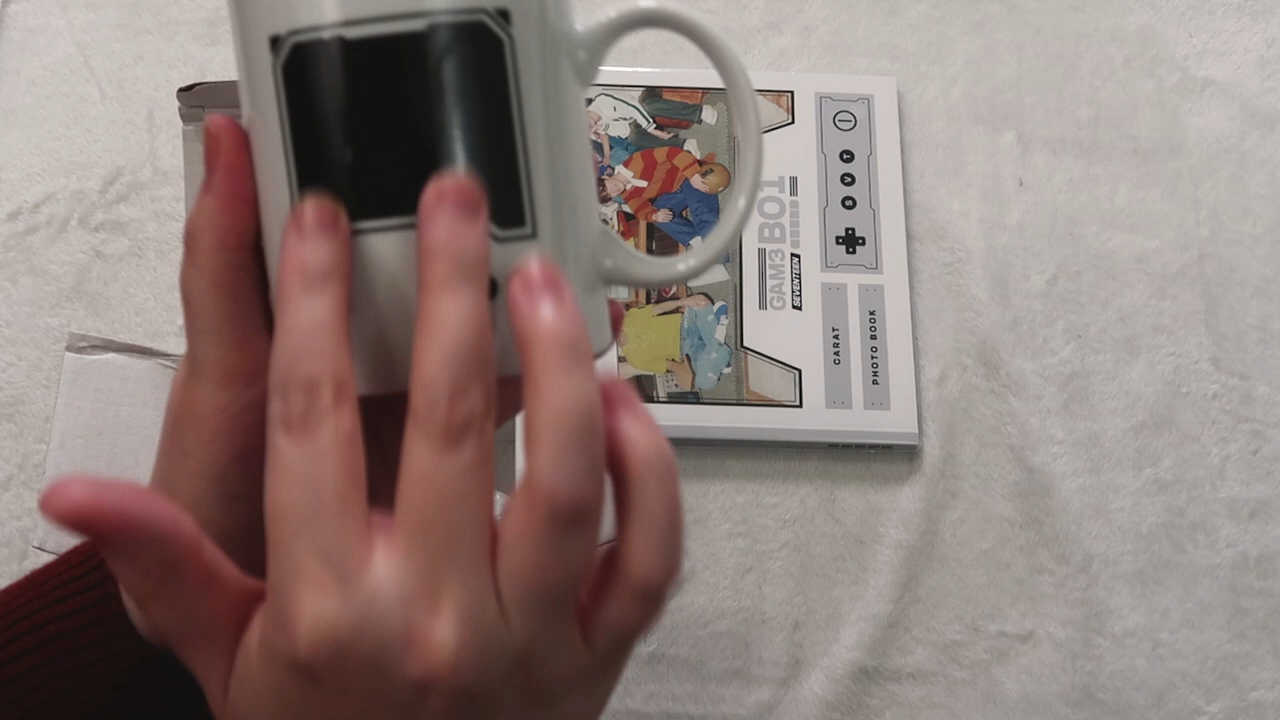 GAM3 BO1
SEVENTEEN
S V T
CARAT
PHOTO BOOK